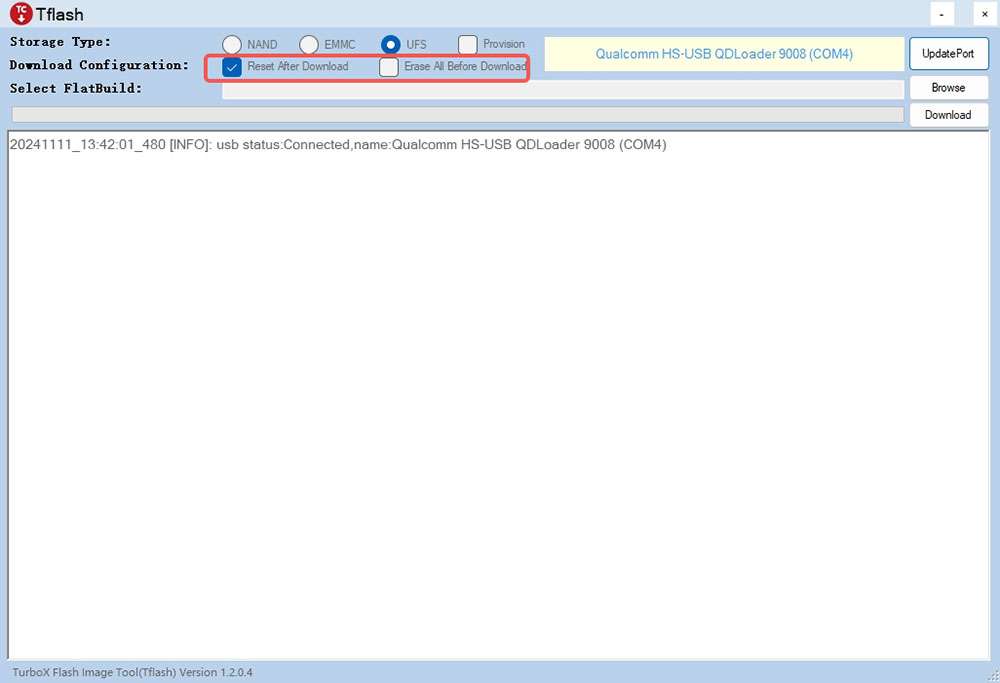 TC Tflash - ×
Storage Type: NAND EMMC UFS Provision
Qualcomm HS-USB QDLoader 9008 (COM4) UpdatePort
Download Configuration: Reset After Download Erase All Before Download
Select FlatBuild: Browse
Download
20241111_13:42:01_480 [INFO]: usb status:Connected,name:Qualcomm HS-USB QDLoader 9008 (COM4)
TurboX Flash Image Tool(Tflash) Version 1.2.0.4